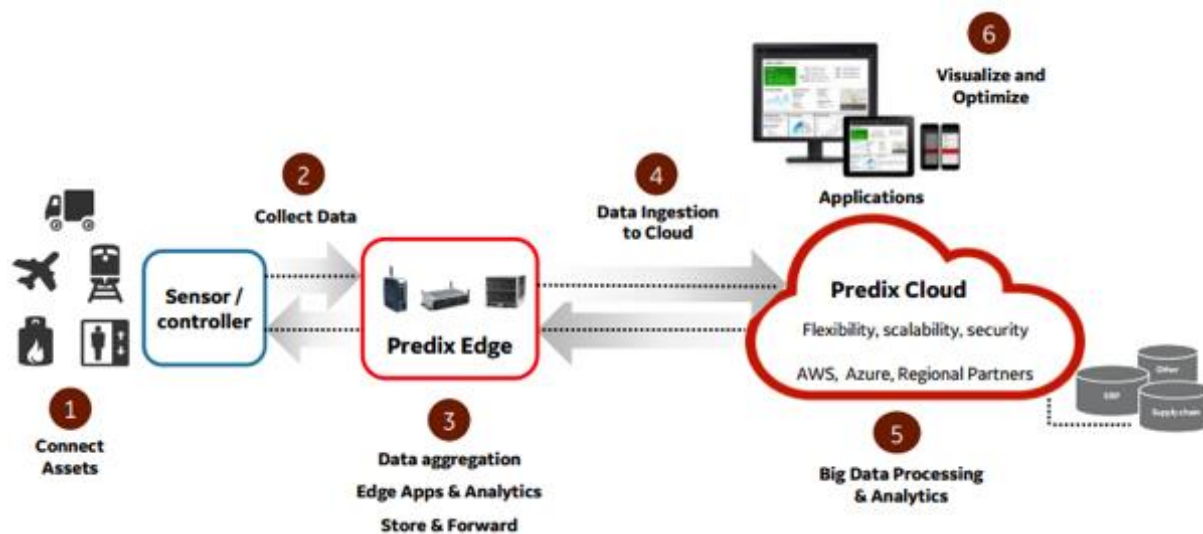 6
Visualize and
Optimize
2
Collect Data
4
Data Ingestion
to Cloud
Applications
Sensor /
controller
Predix Edge
Predix Cloud
Flexibility, scalability, security
AWS, Azure, Regional Partners
Other
ERP
Supply chain
1
Connect
Assets
3
Data aggregation
Edge Apps & Analytics
Store & Forward
5
Big Data Processing
& Analytics